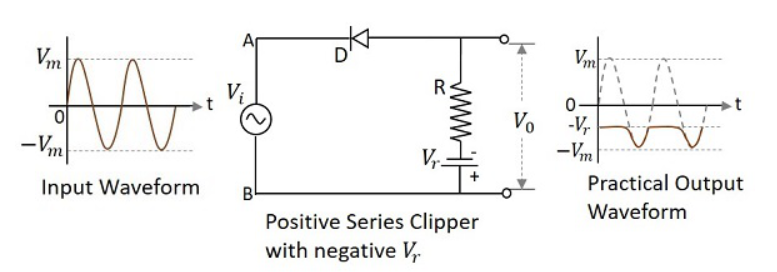 Vm
0
−Vm
t
Input Waveform
A
D
Vi
R
Vr
-
+
V0
B
Positive Series Clipper
with negative Vr
Vm
0
-Vr
−Vm
t
Practical Output
Waveform